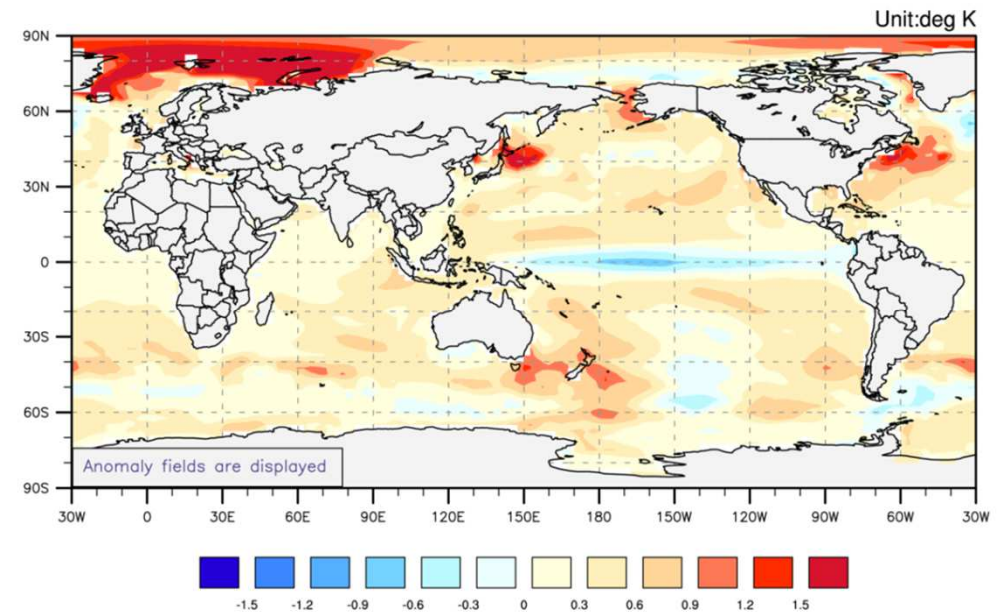 Unit:deg K
90N
60N
30N
0
30S
60S
90S
Anomaly fields are displayed
30W 0 30E 60E 90E 120E 150E 180 150W 120W 90W 60W 30W
-1.5 -1.2 -0.9 -0.6 -0.3 0 0.3 0.6 0.9 1.2 1.5